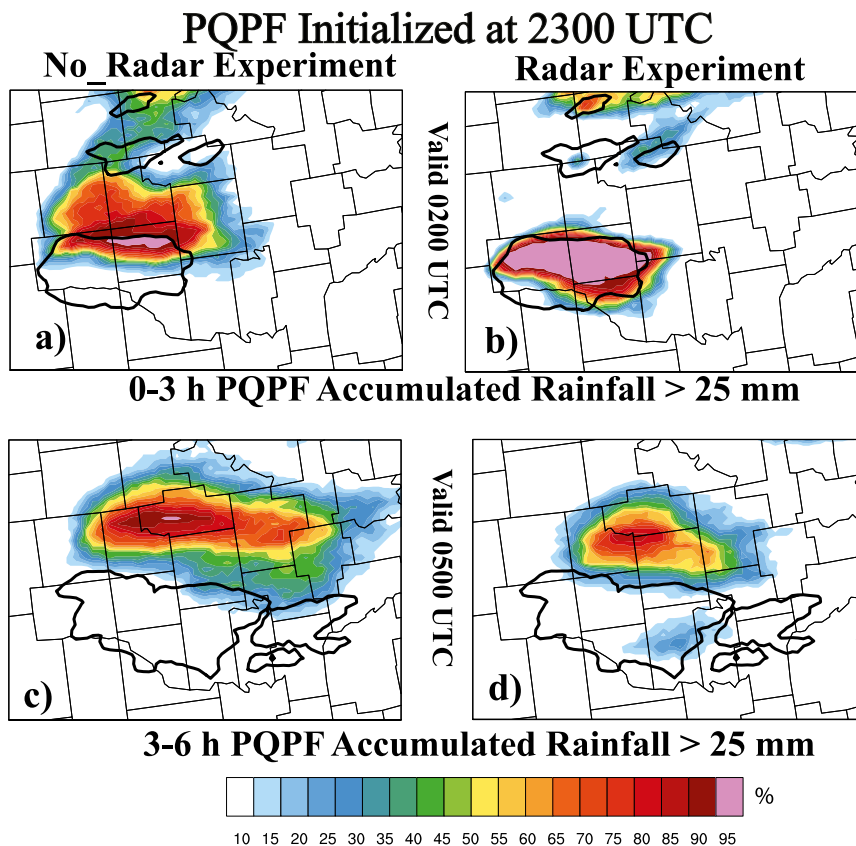 PQPF Initialized at 2300 UTC
No_Radar Experiment
Radar Experiment
Valid 0200 UTC
a)
b)
0-3 h PQPF Accumulated Rainfall > 25 mm
Valid 0500 UTC
c)
d)
3-6 h PQPF Accumulated Rainfall > 25 mm
%
10 15 20 25 30 35 40 45 50 55 60 65 70 75 80 85 90 95